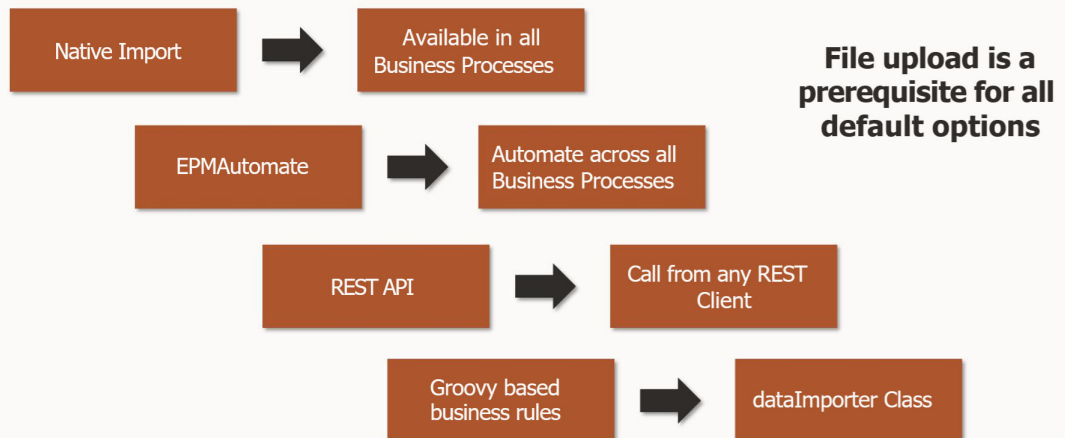 Native Import
Available in all
Business Processes
File upload is a
prerequisite for all
default options
EPMAutomate
Automate across all
Business Processes
REST API
Call from any REST
Client
Groovy based
business rules
dataImporter Class